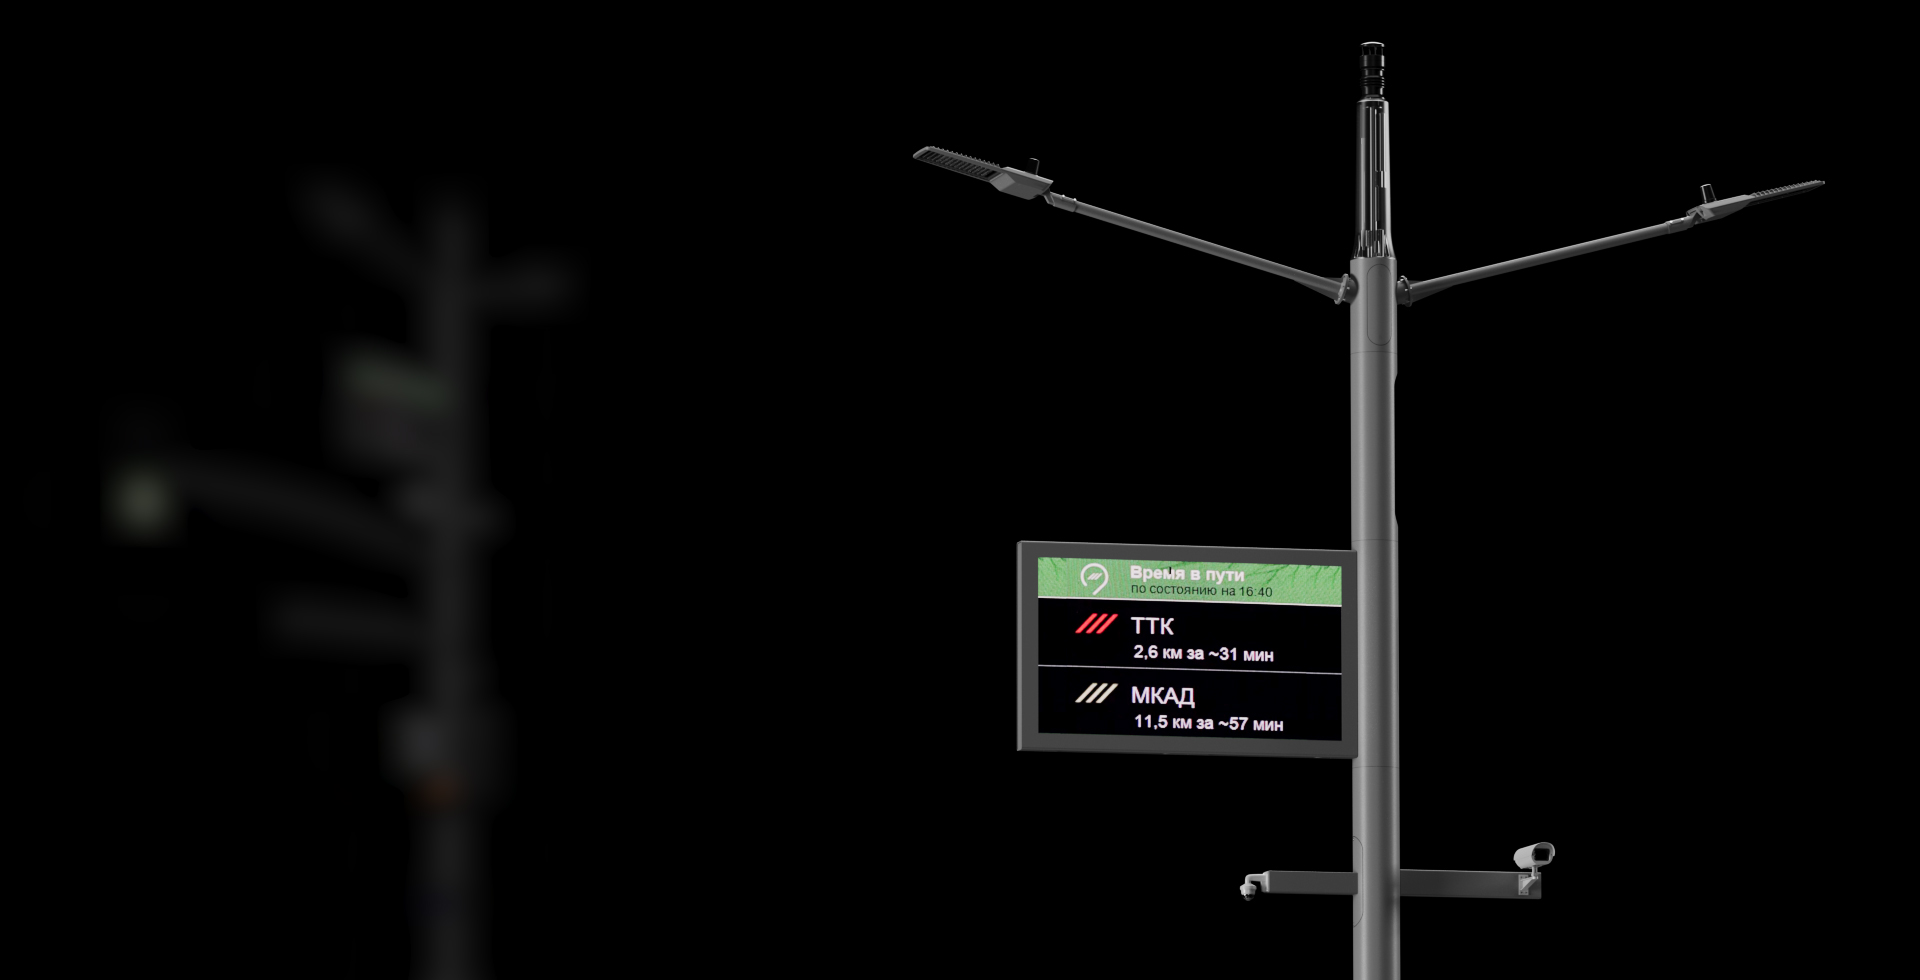 Время в пути
по состоянию на 16:40
ТТК
2,6 км за ~31 мин
МКАД
11,5 км за ~57 мин